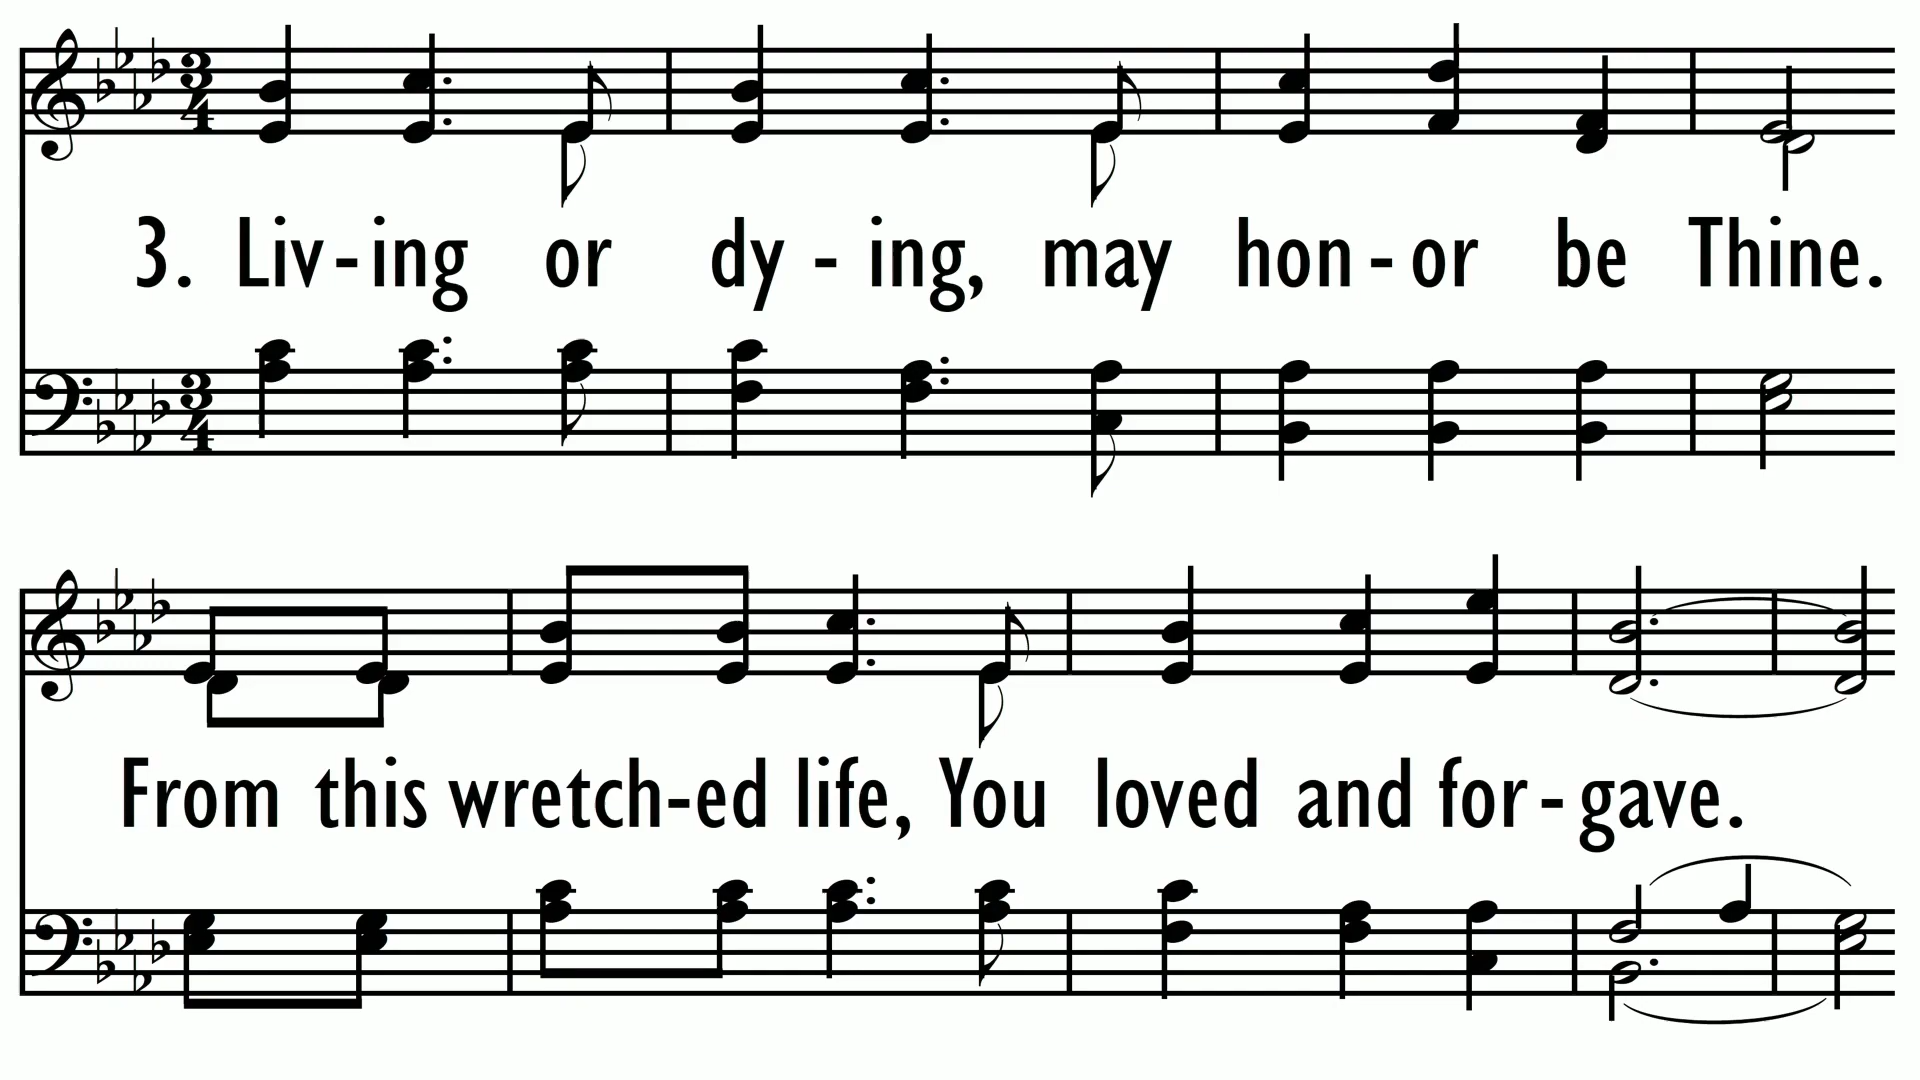 3. Liv-ing or dy - ing, may hon - or be Thine.
From this wretch-ed life, You loved and for - gave.